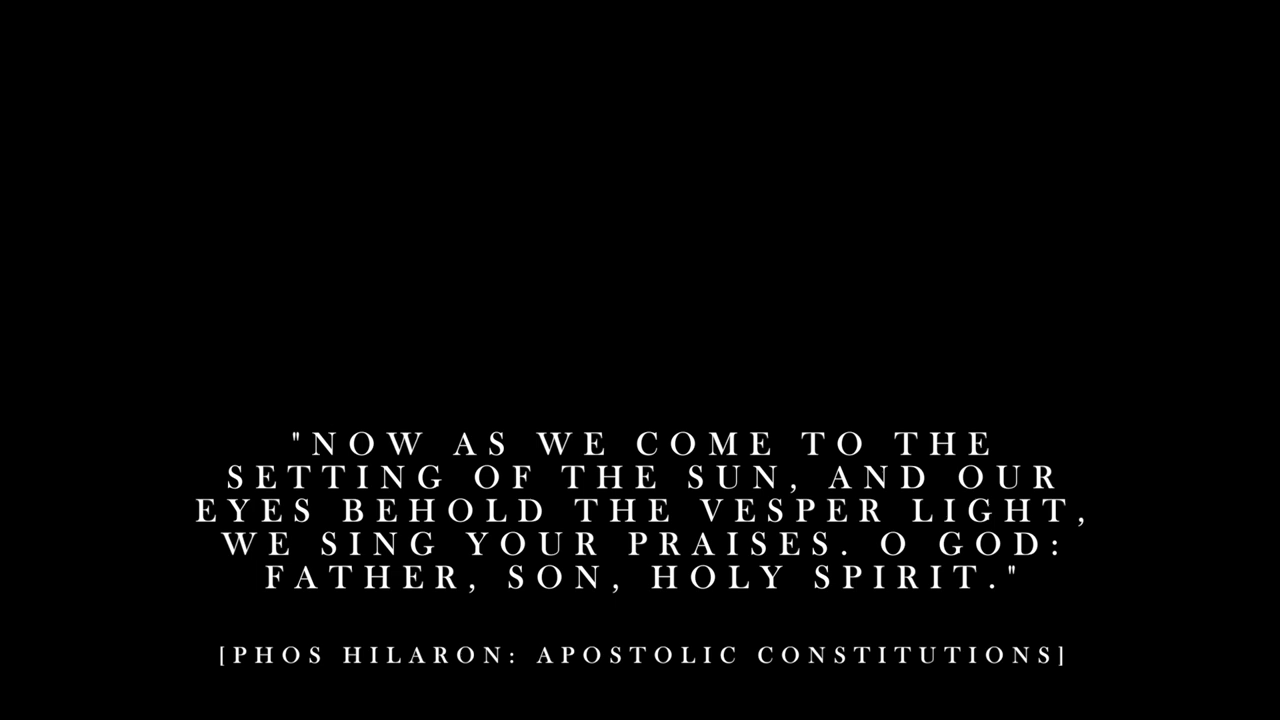 "NOW AS WE COME TO THE
SETTING OF THE SUN, AND OUR
EYES BEHOLD THE VESPER LIGHT,
WE SING YOUR PRAISES. O GOD:
FATHER, SON, HOLY SPIRIT."
[PHOS HILARON: APOSTOLIC CONSTITUTIONS]